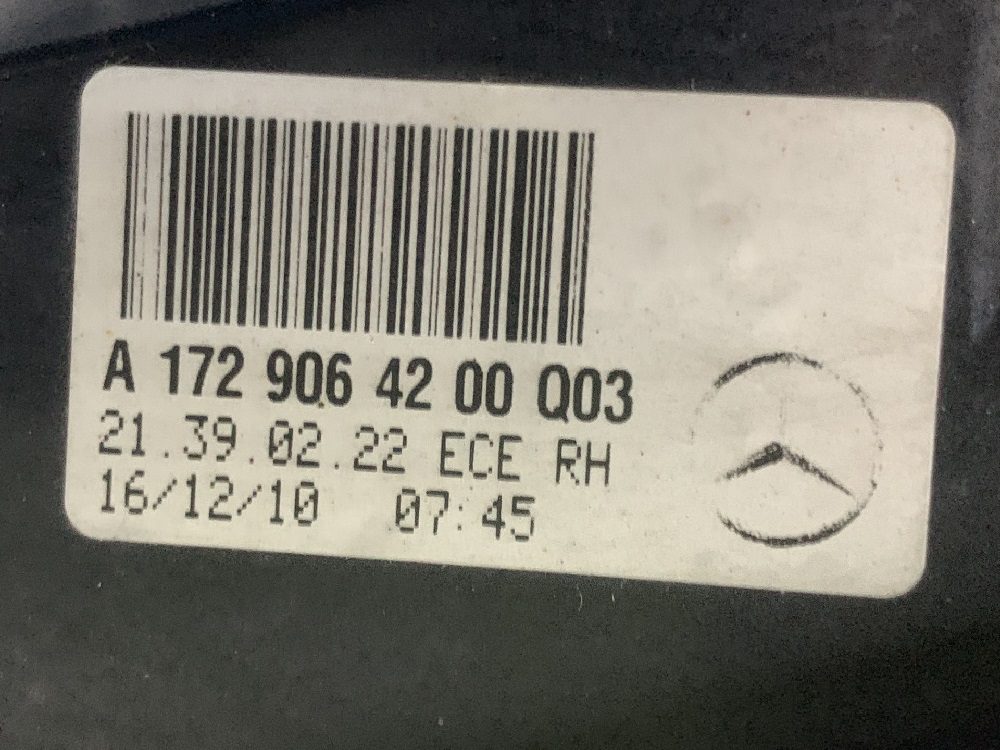 A 172 906 42 00 Q03
21.39.02.22 ECE RH
16/12/10 07:45